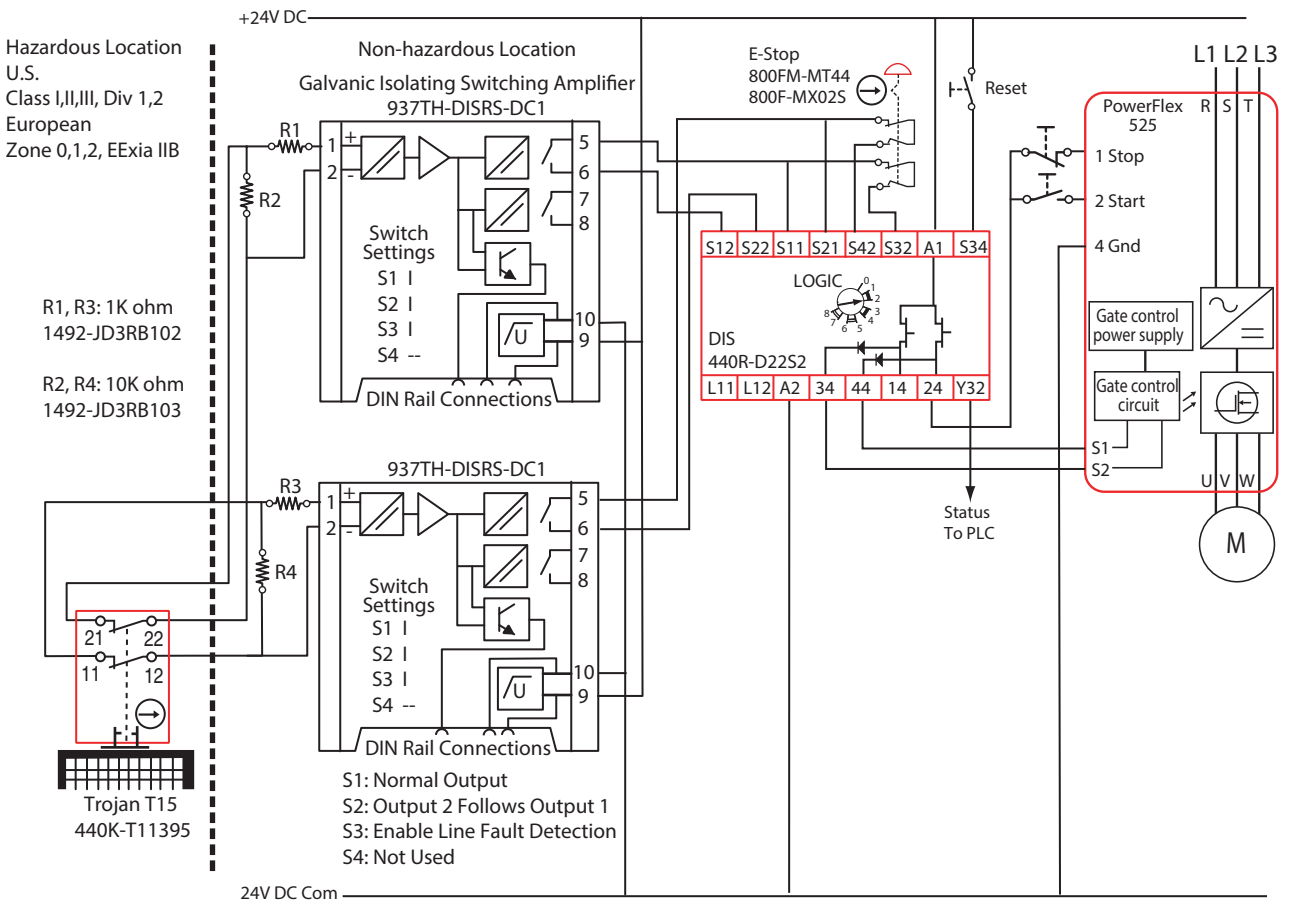 +24V DC
Hazardous Location
U.S.
Class I,II,III, Div 1,2
European
Zone 0,1,2, EExia IIB
Non-hazardous Location
Galvanic Isolating Switching Amplifier
937TH-DISRS-DC1
R1
R2
1
+
2
-
5
6
7
8
10
9
Switch
Settings
S1 I
S2 I
S3 I
S4 --
U
DIN Rail Connections
R1, R3: 1K ohm
1492-JD3RB102
R2, R4: 10K ohm
1492-JD3RB103
E-Stop
800FM-MT44
800F-MX02S
Reset
S12 S22 S11 S21 S42 S32 A1 S34
LOGIC
0
1
2
3
4
5
6
7
8
DIS
440R-D22S2
L11 L12 A2 34 44 14 24 Y32
Status
To PLC
L1 L2 L3
PowerFlex
525
R S T
1 Stop
2 Start
4 Gnd
Gate control
power supply
Gate control
circuit
S1
S2
U V W
M
937TH-DISRS-DC1
R3
R4
1
+
2
-
5
6
7
8
10
9
Switch
Settings
S1 I
S2 I
S3 I
S4 --
U
DIN Rail Connections
21 22
11 12
Trojan T15
440K-T11395
S1: Normal Output
S2: Output 2 Follows Output 1
S3: Enable Line Fault Detection
S4: Not Used
24V DC Com